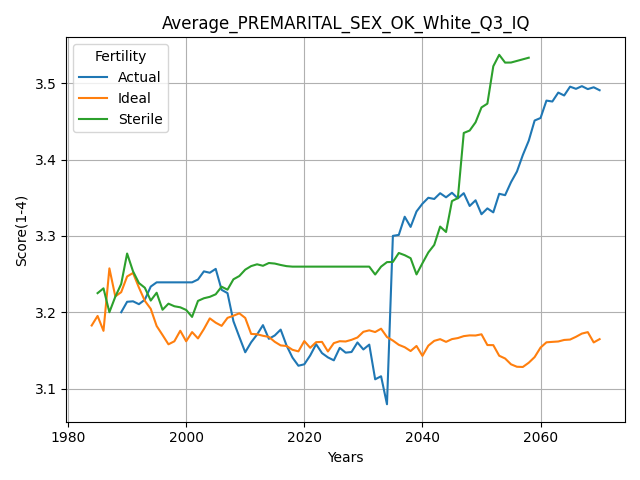 Average_PREMARITAL_SEX_OK_White_Q3_IQ
Fertility
Actual
Ideal
Sterile
Score(1-4)
3.5
3.4
3.3
3.2
3.1
1980 2000 2020 2040 2060
Years